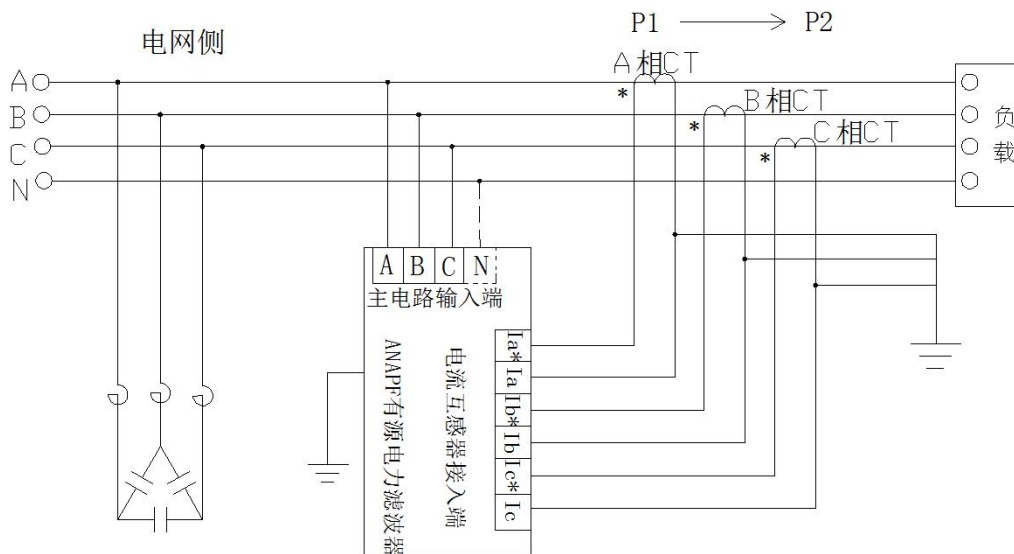 P1 P2
电网侧
A相CT
A
*
B相CT
B
*
C相CT
C
*
N
负载
A B C N
主电路输入端
ANAPF有源电力滤波器
电流互感器接入端
Ia*
Ia
Ib*
Ib
Ic*
Ic